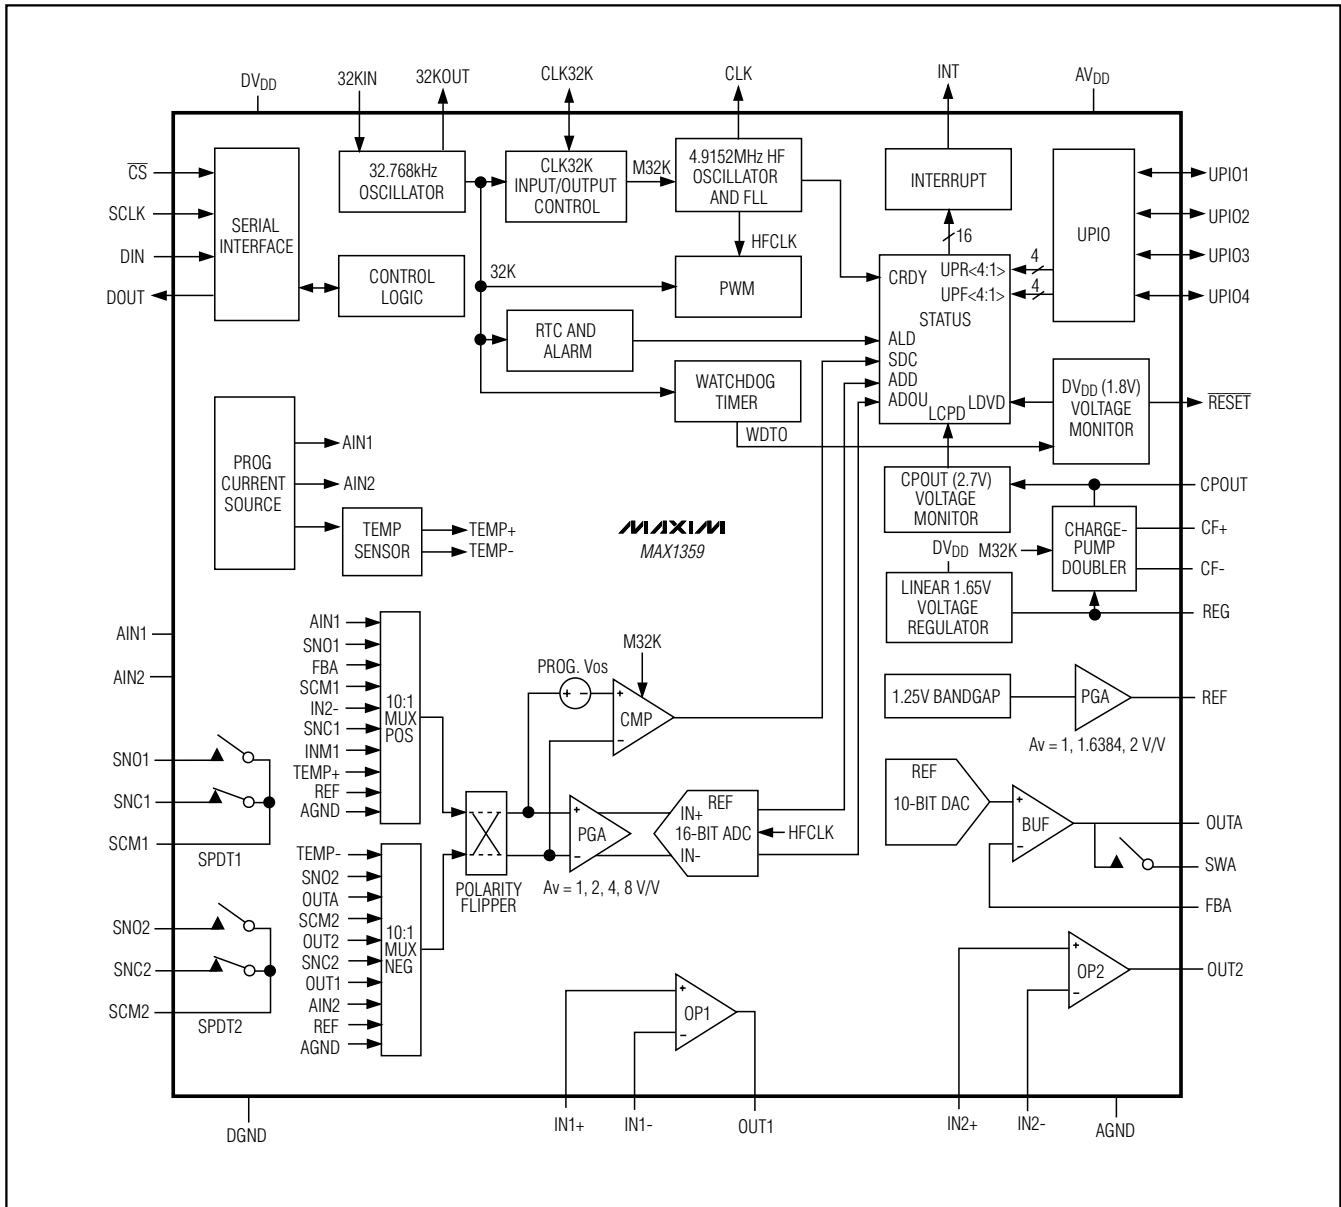 DVDD
32KIN
32KOUT
CLK32K
CLK
INT
AVDD
CS
SCLK
DIN
DOUT
SERIAL
INTERFACE
32.768kHz
OSCILLATOR
CLK32K
INPUT/OUTPUT
CONTROL
M32K
4.9152MHz HF
OSCILLATOR
AND FLL
INTERRUPT
UPIO
UPIO1
UPIO2
UPIO3
UPIO4
CONTROL
LOGIC
32K
HFCLK
PWM
16
CRDY
UPR<4:1>
4
UPF<4:1>
4
STATUS
ALD
SDC
ADD
ADOU
LDVD
LCPD
RTC AND
ALARM
WATCHDOG
TIMER
WDTO
DVDD (1.8V)
VOLTAGE
MONITOR
RESET
PROG
CURRENT
SOURCE
AIN1
AIN2
TEMP
SENSOR
TEMP+
TEMP-
MAXIM
MAX1359
CPOUT (2.7V)
VOLTAGE
MONITOR
CPOUT
CHARGE-
PUMP
DOUBLER
CF+
CF-
DVDD
M32K
LINEAR 1.65V
VOLTAGE
REGULATOR
REG
AIN1
AIN2
AIN1
SNO1
FBA
SCM1
IN2-
SNC1
INM1
TEMP+
REF
AGND
10:1
MUX
POS
PROG. Vos
+ -
M32K
+
CMP
-
1.25V BANDGAP
PGA
REF
Av = 1, 1.6384, 2 V/V
SNO1
SNC1
SCM1
SPDT1
POLARITY
FLIPPER
+
PGA
-
Av = 1, 2, 4, 8 V/V
REF
IN+
16-BIT ADC
IN-
HFCLK
REF
10-BIT DAC
+
BUF
-
OUTA
SWA
FBA
TEMP-
SNO2
OUTA
SCM2
OUT2
SNC2
OUT1
AIN2
REF
AGND
10:1
MUX
NEG
SNO2
SNC2
SCM2
SPDT2
+
OP1
-
+
OP2
-
OUT2
DGND
IN1+
IN1-
OUT1
IN2+
IN2-
AGND